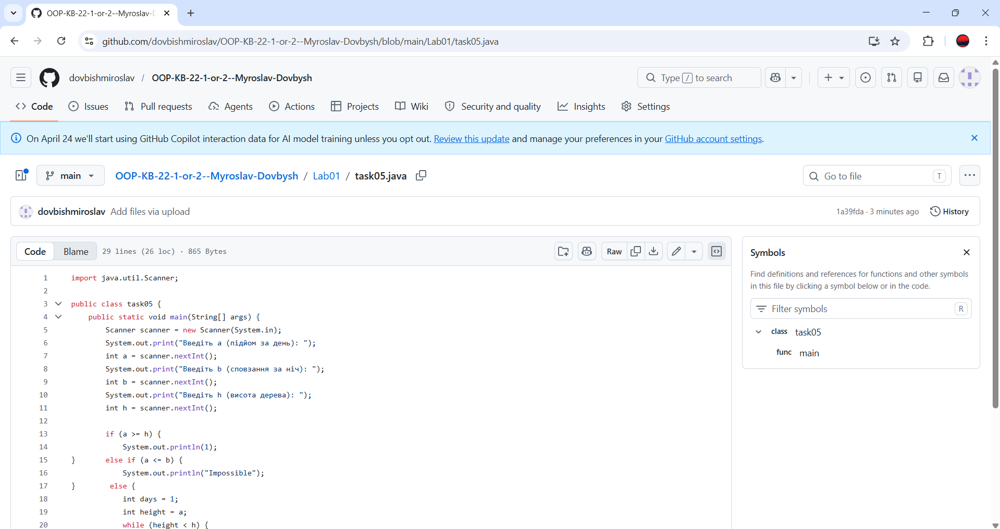 OOP-KB-22-1-or-2--Myroslav-D
github.com/dovbishmiroslav/OOP-KB-22-1-or-2--Myroslav-Dovbysh/blob/main/Lab01/task05.java
dovbishmiroslav / OOP-KB-22-1-or-2--Myroslav-Dovbysh
Type / to search
Code Issues Pull requests Agents Actions Projects Wiki Security and quality Insights Settings
On April 24 we'll start using GitHub Copilot interaction data for AI model training unless you opt out. Review this update and manage your preferences in your GitHub account settings.
main OOP-KB-22-1-or-2--Myroslav-Dovbysh / Lab01 / task05.java
Go to file T
dovbishmiroslav Add files via upload
1a39fda · 3 minutes ago History
Code Blame 29 lines (26 loc) · 865 Bytes
Raw
1 import java.util.Scanner;
2
3 public class task05 {
4     public static void main(String[] args) {
5         Scanner scanner = new Scanner(System.in);
6         System.out.print("Введіть a (підйом за день): ");
7         int a = scanner.nextInt();
8         System.out.print("Введіть b (сповзання за ніч): ");
9         int b = scanner.nextInt();
10         System.out.print("Введіть h (висота дерева): ");
11         int h = scanner.nextInt();
12
13         if (a >= h) {
14             System.out.println(1);
15 }       else if (a <= b) {
16             System.out.println("Impossible");
17 }        else {
18             int days = 1;
19             int height = a;
20             while (height < h) {
Symbols
Find definitions and references for functions and other symbols
in this file by clicking a symbol below or in the code.
Filter symbols R
class task05
func main